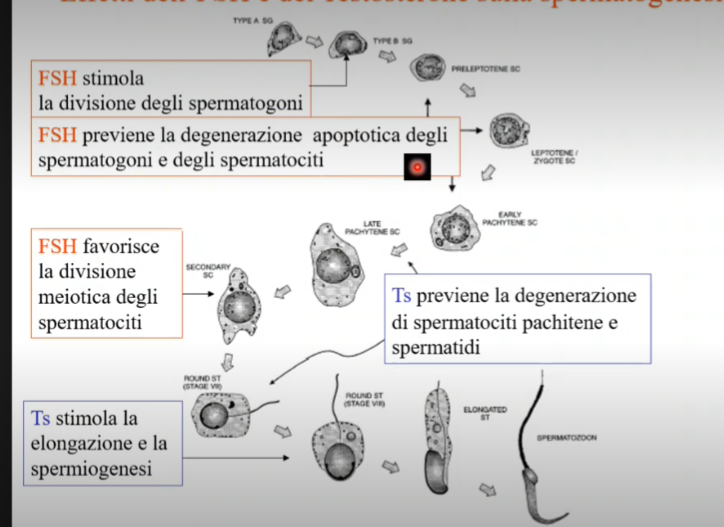 Effetti dell'FSH e del Testosterone sulla spermatogenesi
TYPE A SG
TYPE B SG
PRELEPTOTENE SC
FSH stimola
la divisione degli spermatogoni
FSH previene la degenerazione apoptotica degli
spermatogoni e degli spermatociti
LEPTOTENE /
ZYGOTE SC
EARLY
PACHYTENE SC
LATE
PACHYTENE SC
FSH favorisce
la divisione
meiotica degli
spermatociti
SECONDARY
SC
Ts previene la degenerazione
di spermatociti pachitene e
spermatidi
ROUND ST
(STAGE VII)
ROUND ST
(STAGE VIII)
ELONGATED
ST
SPERMATOZOON
Ts stimola la
elongazione e la
spermiogenesi